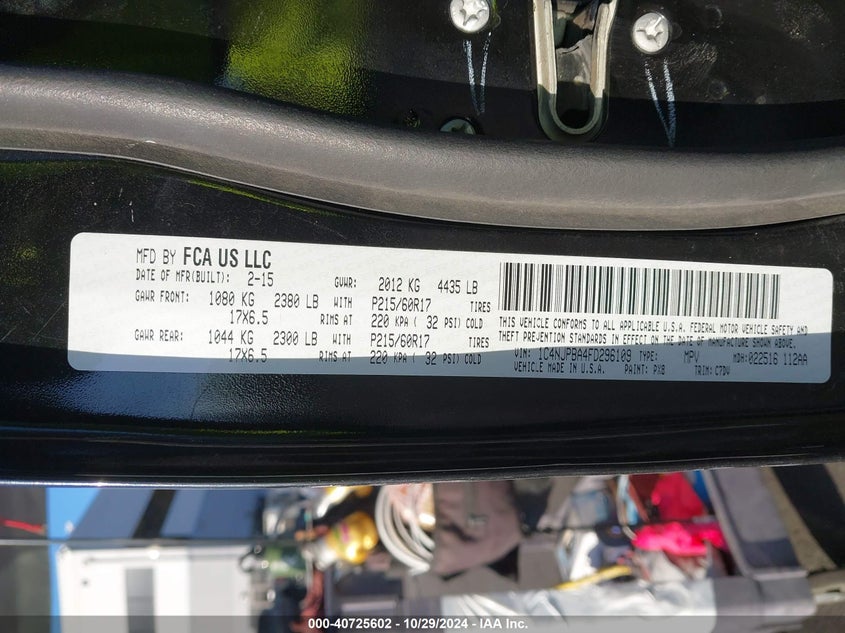 MFD BY FCA US LLC
DATE OF MFR(BUILT): 2-15 GVWR: 2012 KG 4435 LB
GAWR FRONT: 1080 KG 2380 LB WITH P215/60R17 TIRES
17X6.5 RIMS AT 220 KPA ( 32 PSI) COLD
GAWR REAR: 1044 KG 2300 LB WITH P215/60R17 TIRES
17X6.5 RIMS AT 220 KPA ( 32 PSI) COLD
THIS VEHICLE CONFORMS TO ALL APPLICABLE U.S.A. FEDERAL MOTOR VEHICLE SAFETY AND
THEFT PREVENTION STANDARDS IN EFFECT ON THE DATE OF MANUFACTURE SHOWN ABOVE.
VIN: 1C4NJPBA4FD296109 TYPE: MPV MDH:022516 112AA
VEHICLE MADE IN U.S.A. PAINT: PX8 TRIM: C7DV
000-40725602 / 10/29/2024 - IAA Inc.